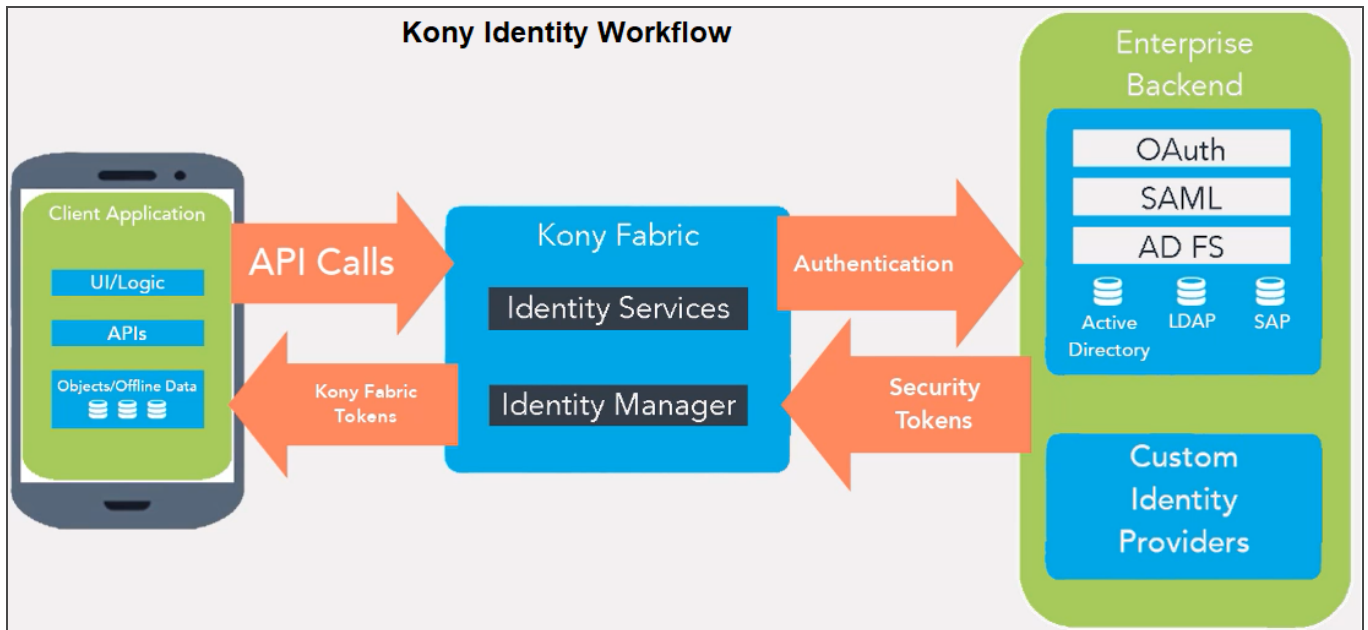 Kony Identity Workflow
Client Application
UI/Logic
APIs
Objects/Offline Data
API Calls
Kony Fabric
Tokens
Kony Fabric
Identity Services
Identity Manager
Authentication
Security
Tokens
Enterprise
Backend
OAuth
SAML
AD FS
Active
Directory
LDAP
SAP
Custom
Identity
Providers